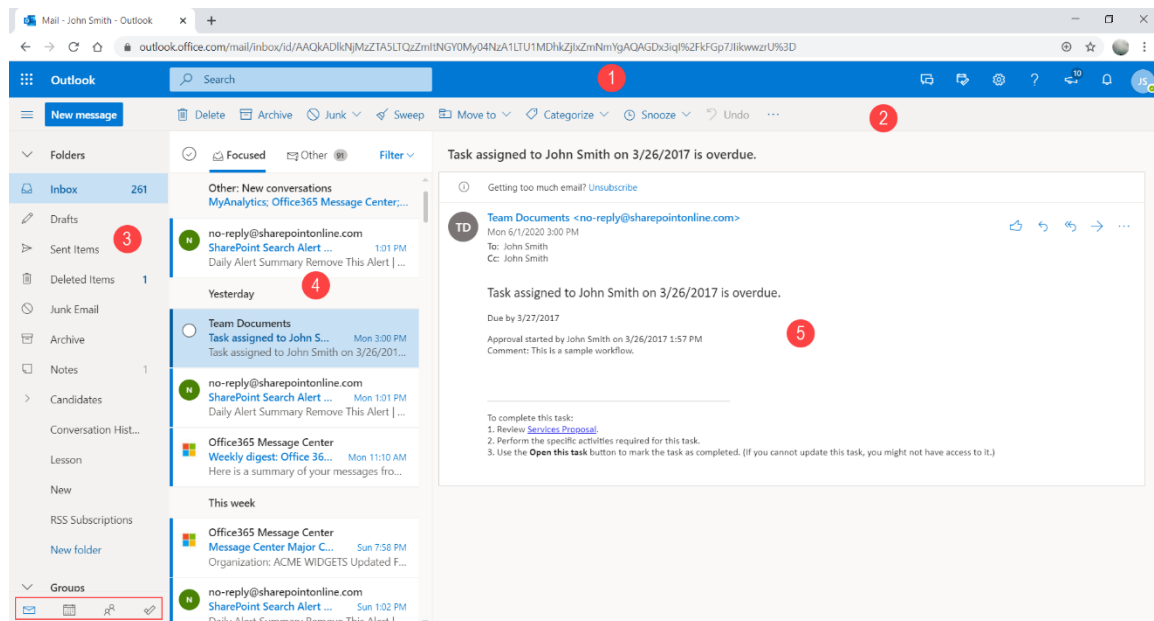 Mail - John Smith - Outlook
outlook.office.com/mail/inbox/id/
Outlook
Search
1
10
JS
New message
Delete Archive Junk Sweep Move to Categorize Snooze Undo ...
2
Folders
Inbox 261
Drafts
3
Sent Items
Deleted Items 1
Junk Email
Archive
Notes 1
Candidates
Conversation Hist...
Lesson
New
RSS Subscriptions
New folder
Groups
Focused Other 91 Filter
Other: New conversations
MyAnalytics; Office365 Message Center;...
N
no-reply@sharepointonline.com
SharePoint Search Alert ... 1:01 PM
Daily Alert Summary Remove This Alert | ...
4
Yesterday
Team Documents
Task assigned to John S... Mon 3:00 PM
Task assigned to John Smith on 3/26/201...
N
no-reply@sharepointonline.com
SharePoint Search Alert ... Mon 1:01 PM
Daily Alert Summary Remove This Alert | ...
Office365 Message Center
Weekly digest: Office 36... Mon 11:10 AM
Here is a summary of your messages fro...
This week
Office365 Message Center
Message Center Major C... Sun 7:58 PM
Organization: ACME WIDGETS Updated F...
N
no-reply@sharepointonline.com
SharePoint Search Alert ... Sun 1:02 PM
Daily Alert Summary Remove This Alert | ...
Task assigned to John Smith on 3/26/2017 is overdue.
Getting too much email? Unsubscribe
TD
Team Documents <no-reply@sharepointonline.com>
Mon 6/1/2020 3:00 PM
To: John Smith
Cc: John Smith
Task assigned to John Smith on 3/26/2017 is overdue.
Due by 3/27/2017
5
Approval started by John Smith on 3/26/2017 1:57 PM
Comment: This is a sample workflow.
To complete this task:
1. Review Services Proposal.
2. Perform the specific activities required for this task.
3. Use the Open this task button to mark the task as completed. (If you cannot update this task, you might not have access to it.)